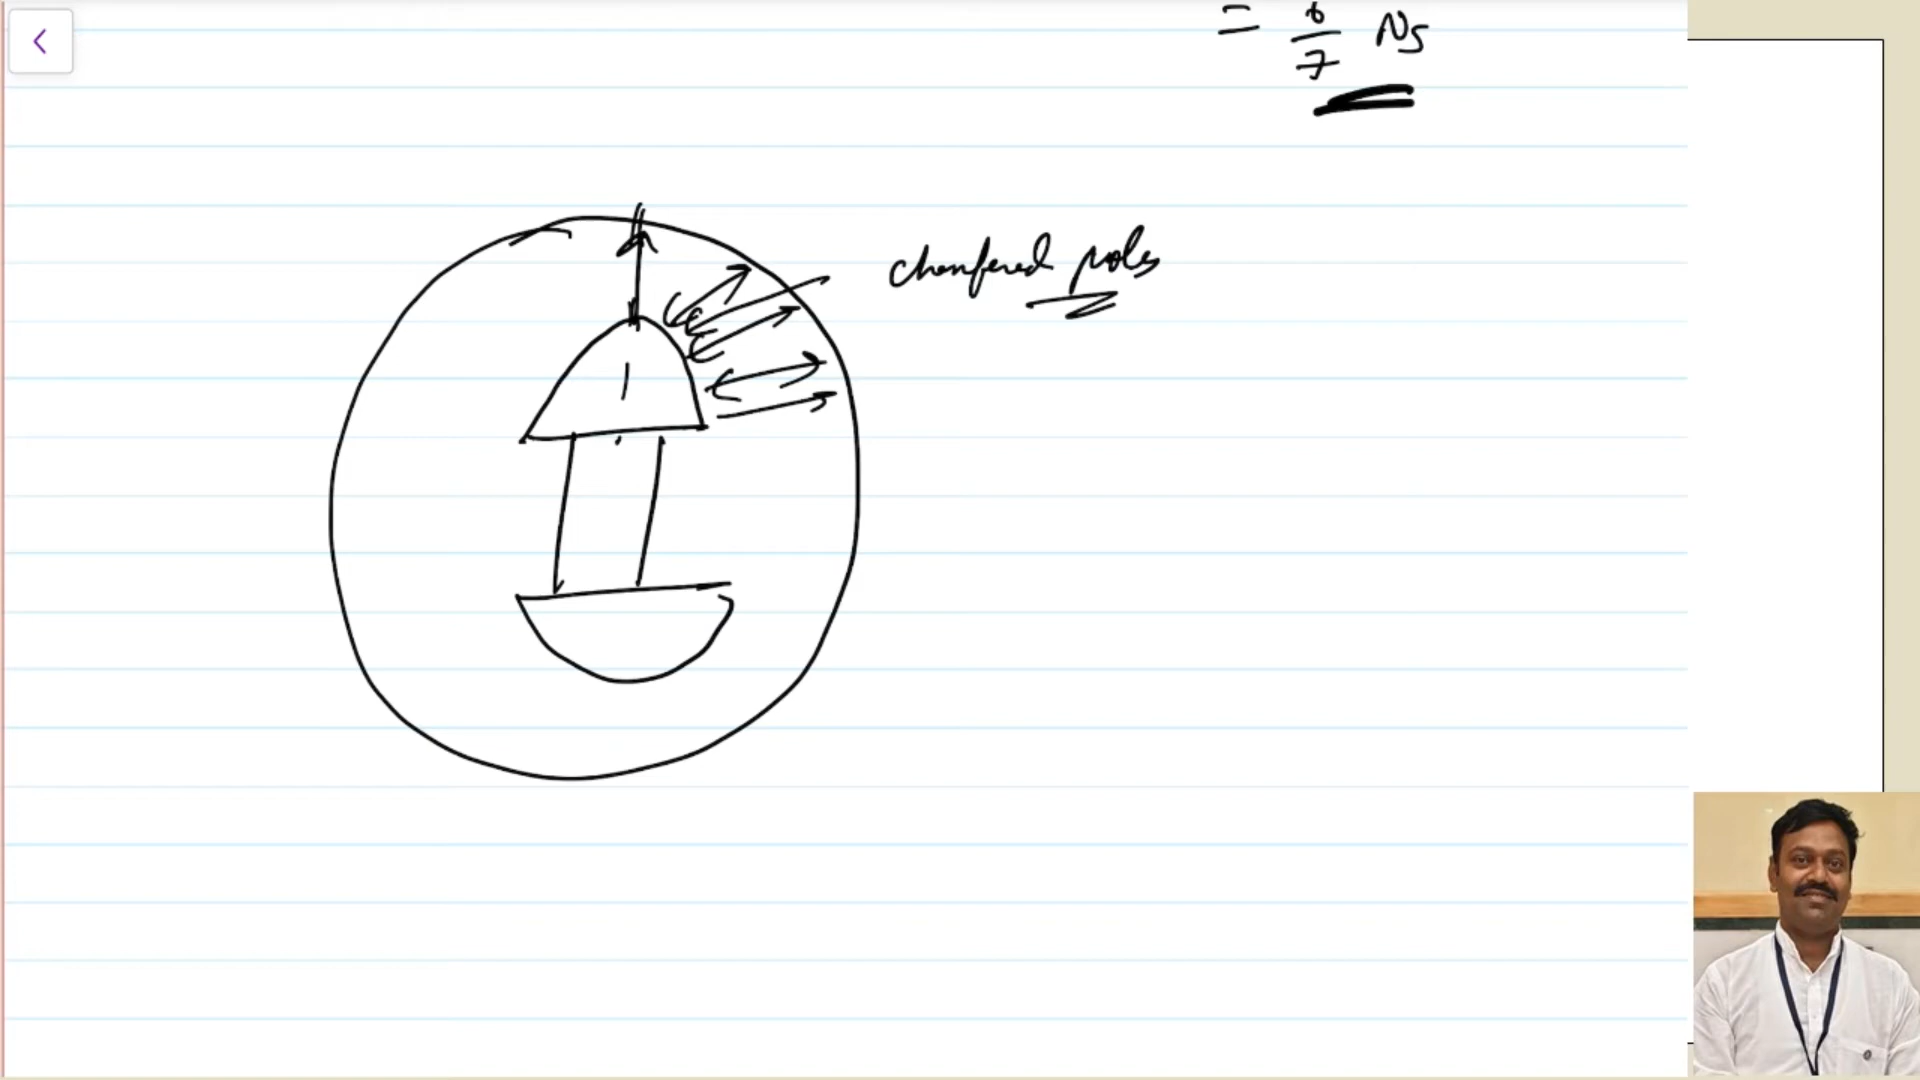 = 6/7 Ns
chamfered poles